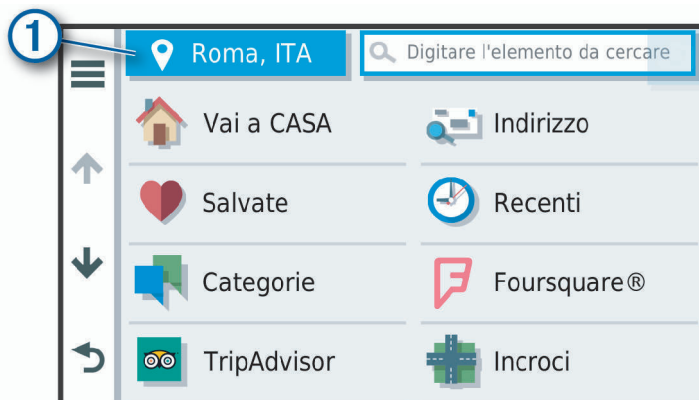 1
Roma, ITA
Digitare l'elemento da cercare
Vai a CASA
Indirizzo
Salvate
Recenti
Categorie
Foursquare®
TripAdvisor
Incroci